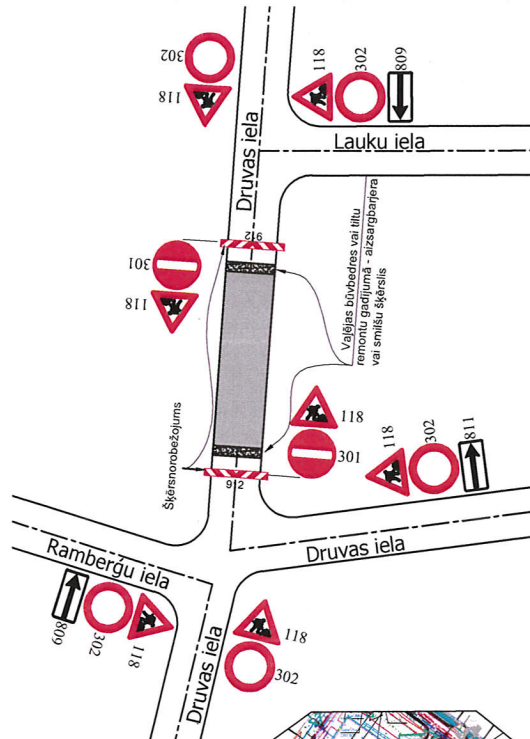 302
118
118
302
809
Druvas iela
Lauku iela
912
301
118
Vaļējas būvbedres vai tiltu
remontu gadījumā - aizsargbarjera
vai smilšu šķērslis
Šķērsnorobežojums
118
301
912
118
302
811
Ramberģu iela
Druvas iela
809
302
118
118
302
Druvas iela